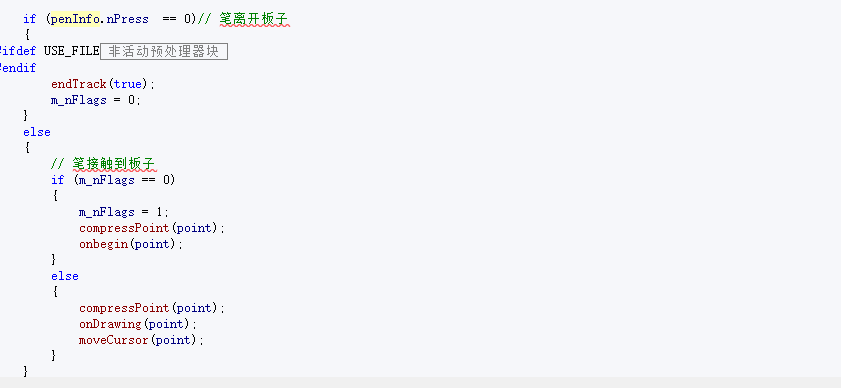 if (penInfo.nPress  == 0)// 笔离开板子
{
#ifdef USE_FILE 非活动预处理器块
#endif
endTrack(true);
m_nFlags = 0;
}
else
{
// 笔接触到板子
if (m_nFlags == 0)
{
m_nFlags = 1;
compressPoint(point);
onbegin(point);
}
else
{
compressPoint(point);
onDrawing(point);
moveCursor(point);
}
}